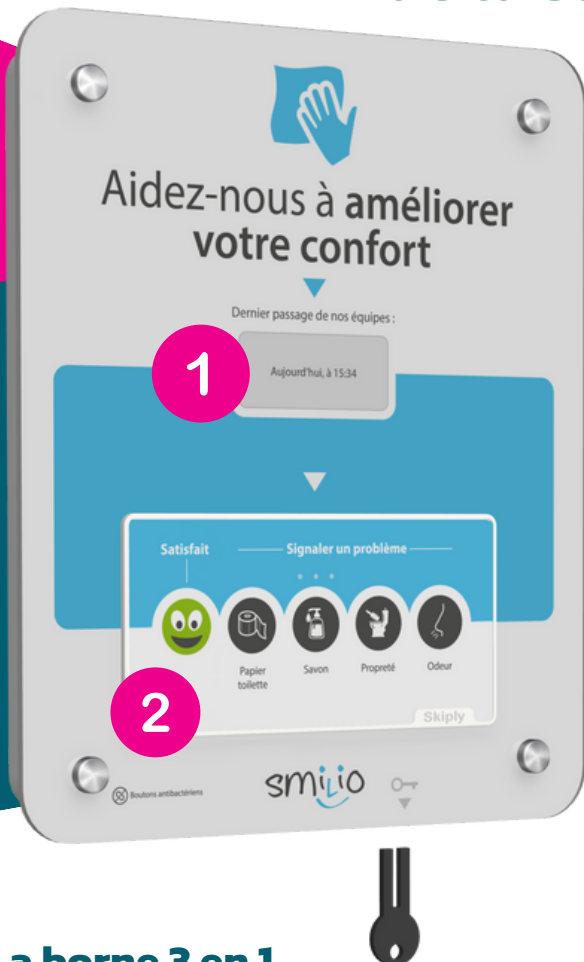 Aidez-nous à améliorer
votre confort
Dernier passage de nos équipes :
1
Aujourd'hui, à 15:34
Satisfait
Signaler un problème
Papier
toilette
Savon
Propreté
Odeur
2
Skiply
Boutons antibactériens
smilio
a borne 3 en 1